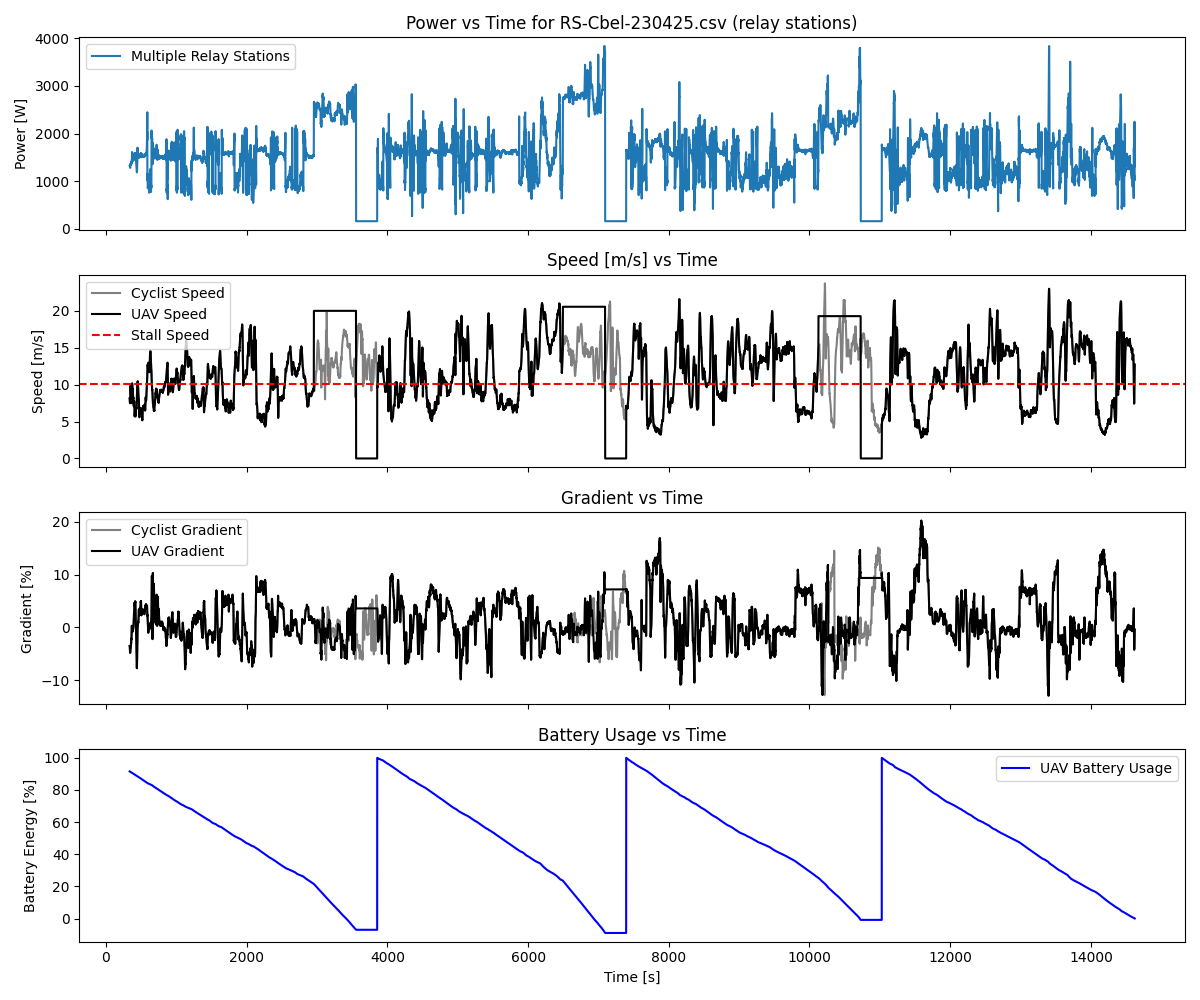 Power vs Time for RS-Cbel-230425.csv (relay stations)
Multiple Relay Stations
Power [W]
4000
3000
2000
1000
0
Speed [m/s] vs Time
Cyclist Speed
UAV Speed
Stall Speed
Speed [m/s]
20
15
10
5
0
Gradient vs Time
Cyclist Gradient
UAV Gradient
Gradient [%]
20
10
0
−10
Battery Usage vs Time
UAV Battery Usage
Battery Energy [%]
100
80
60
40
20
0
0 2000 4000 6000 8000 10000 12000 14000
Time [s]